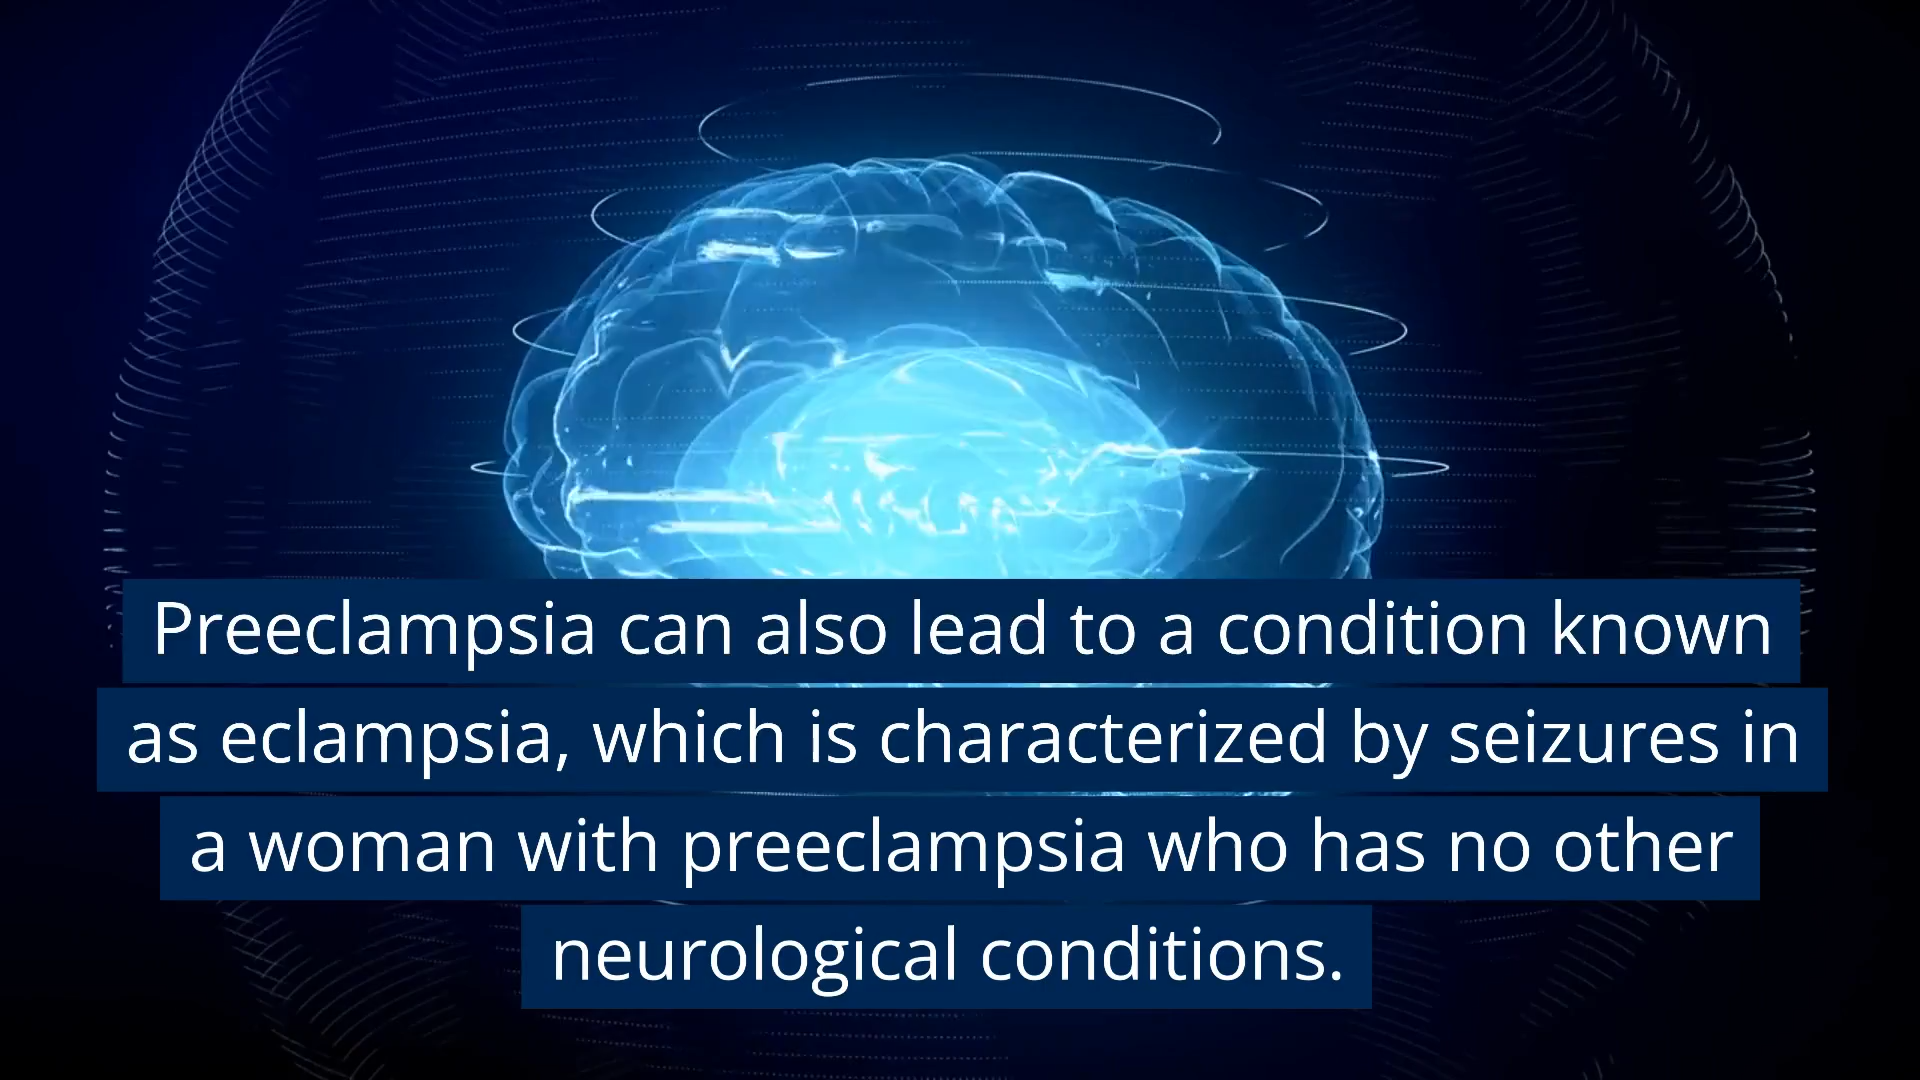 Preeclampsia can also lead to a condition known
as eclampsia, which is characterized by seizures in
a woman with preeclampsia who has no other
neurological conditions.